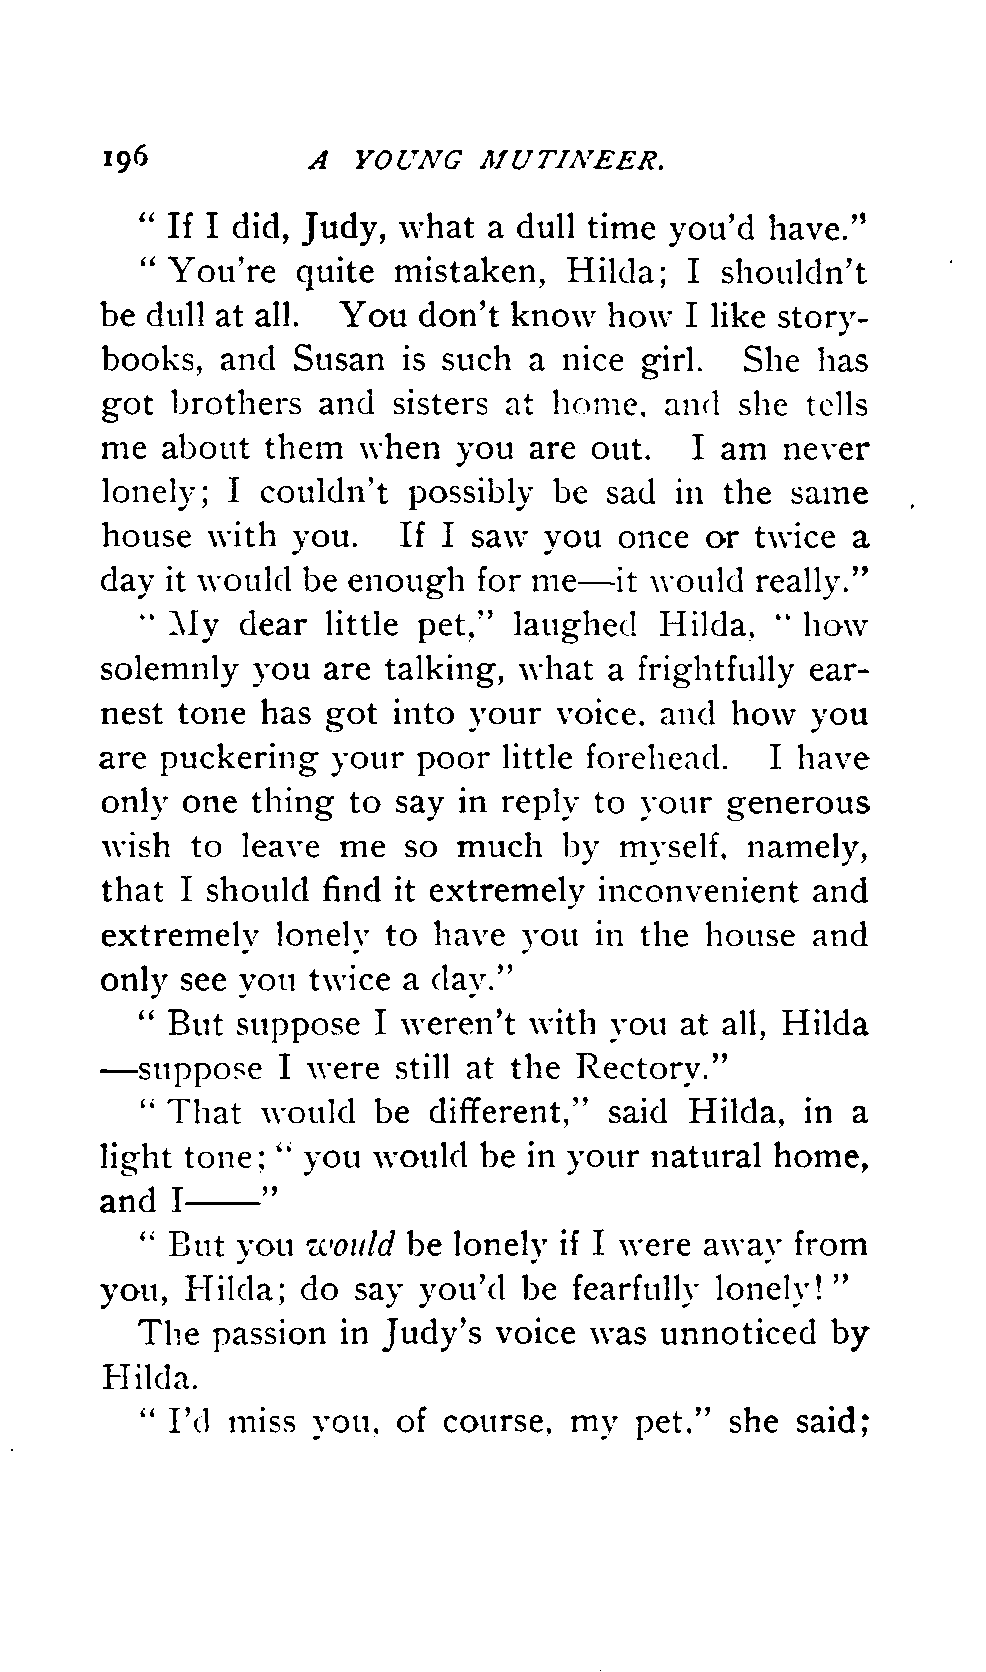 196 A YOUNG MUTINEER.
" If I did, Judy, what a dull time you'd have."
" You're quite mistaken, Hilda; I shouldn't
be dull at all. You don't know how I like story-
books, and Susan is such a nice girl. She has
got brothers and sisters at home, and she tells
me about them when you are out. I am never
lonely; I couldn't possibly be sad in the same
house with you. If I saw you once or twice a
day it would be enough for me—it would really."
" My dear little pet," laughed Hilda, " how
solemnly you are talking, what a frightfully ear-
nest tone has got into your voice, and how you
are puckering your poor little forehead. I have
only one thing to say in reply to your generous
wish to leave me so much by myself, namely,
that I should find it extremely inconvenient and
extremely lonely to have you in the house and
only see you twice a day."
" But suppose I weren't with you at all, Hilda
—suppose I were still at the Rectory."
" That would be different," said Hilda, in a
light tone; " you would be in your natural home,
and I——"
" But you would be lonely if I were away from
you, Hilda; do say you'd be fearfully lonely! "
The passion in Judy's voice was unnoticed by
Hilda.
" I'd miss you, of course, my pet," she said;